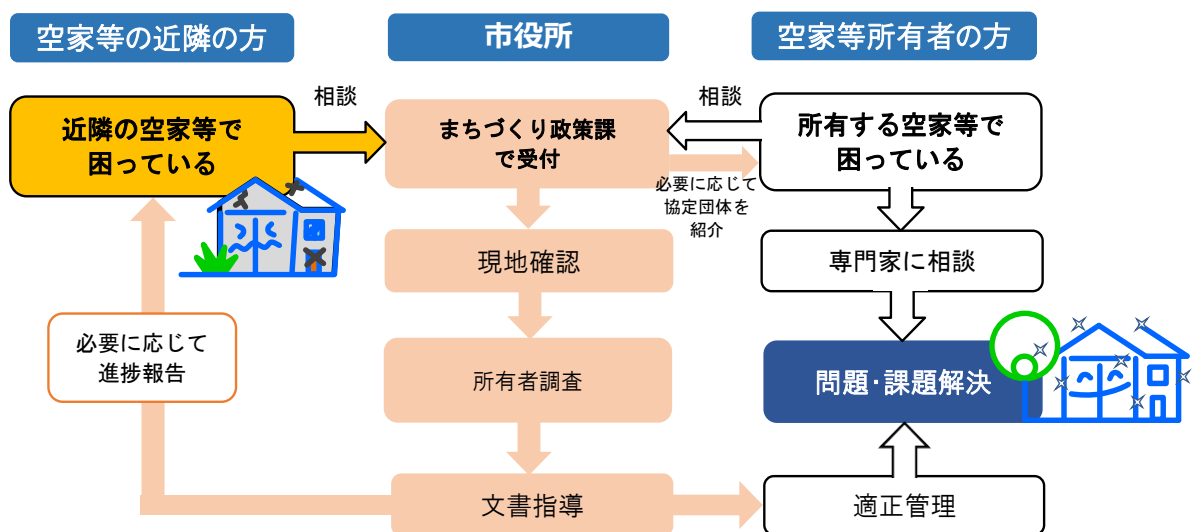 空家等の近隣の方
市役所
空家等所有者の方
相談
相談
近隣の空家等で
困っている
まちづくり政策課
で受付
所有する空家等で
困っている
必要に応じて
協定団体を
紹介
現地確認
専門家に相談
必要に応じて
進捗報告
所有者調査
問題・課題解決
文書指導
適正管理